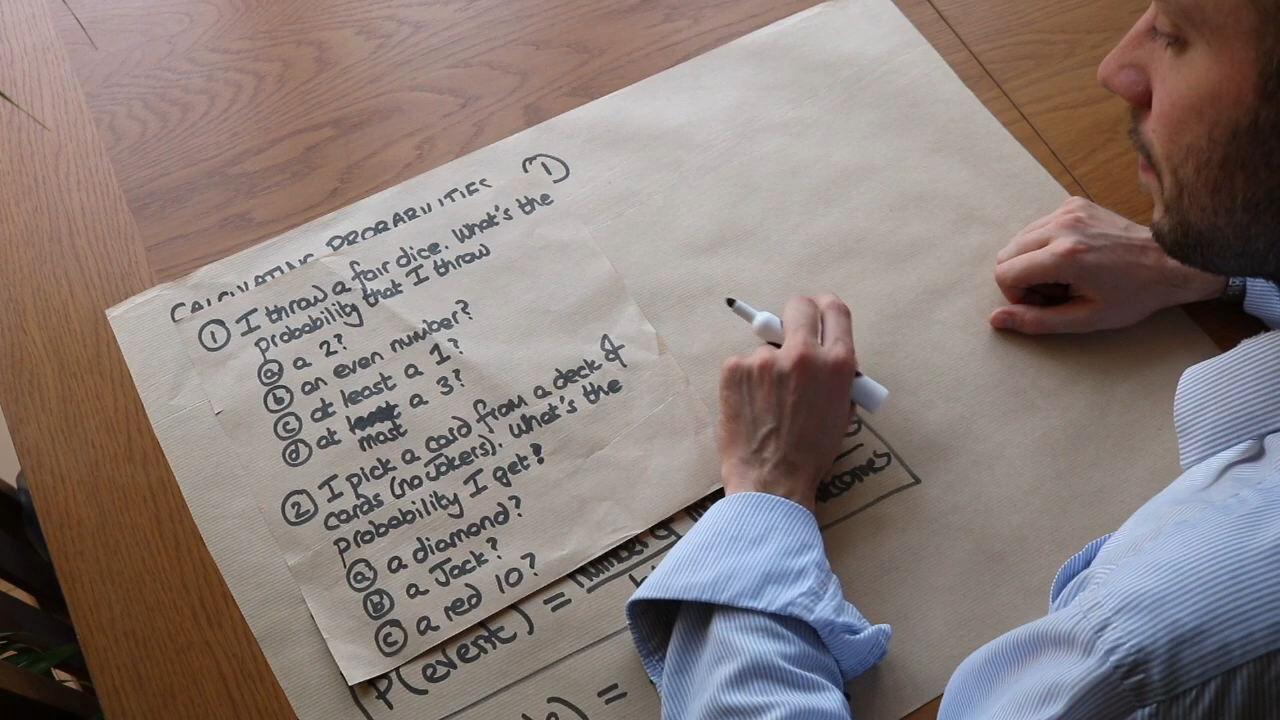 CALCULATING PROBABILITIES 1
① I throw a fair dice. What's the
probability that I throw
ⓐ a 2?
ⓑ an even number?
ⓒ at least a 1?
ⓓ at most a 3?
② I pick a card from a deck of
cards (no Jokers). What's the
probability I get?
ⓐ a diamond?
ⓑ a Jack?
ⓒ a red 10?
P(event) = number of
=